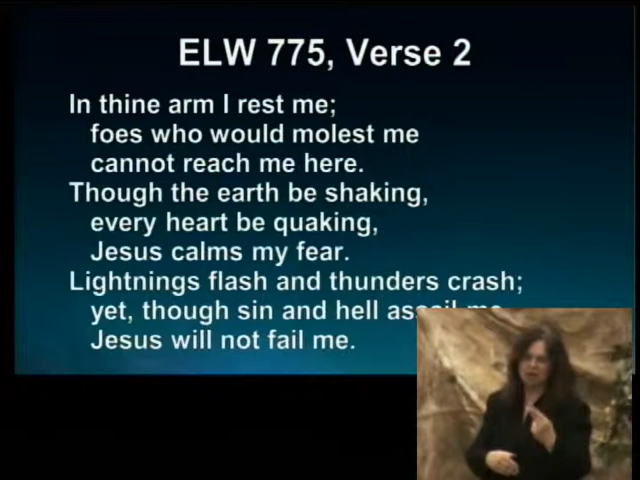 ELW 775, Verse 2
In thine arm I rest me;
foes who would molest me
cannot reach me here.
Though the earth be shaking,
every heart be quaking,
Jesus calms my fear.
Lightnings flash and thunders crash;
yet, though sin and hell assail me
Jesus will not fail me.